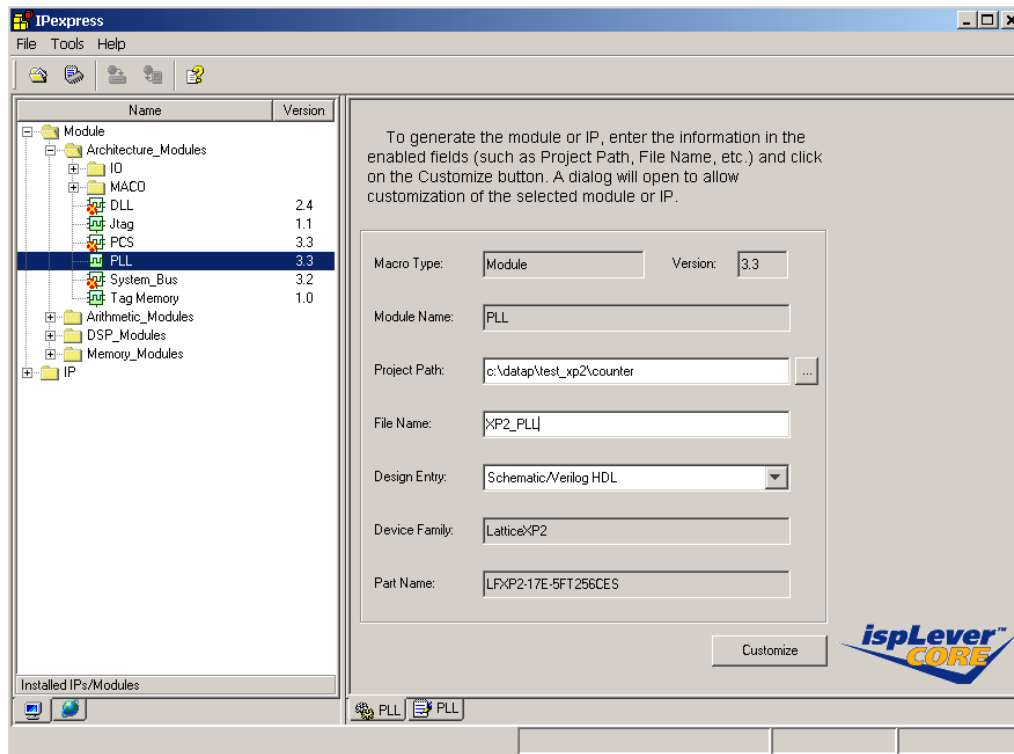 IPexpress
File Tools Help
Name Version
Module
Architecture_Modules
IO
MACO
DLL 2.4
Jtag 1.1
PCS 3.3
PLL 3.3
System_Bus 3.2
Tag Memory 1.0
Arithmetic_Modules
DSP_Modules
Memory_Modules
IP
Installed IPs/Modules
To generate the module or IP, enter the information in the
enabled fields (such as Project Path, File Name, etc.) and click
on the Customize button. A dialog will open to allow
customization of the selected module or IP.
Macro Type: Module Version: 3.3
Module Name: PLL
Project Path: c:\datap\test_xp2\counter ...
File Name: XP2_PLL
Design Entry: Schematic/Verilog HDL
Device Family: LatticeXP2
Part Name: LFXP2-17E-5FT256CES
Customize
ispLever™
CORE
PLL PLL